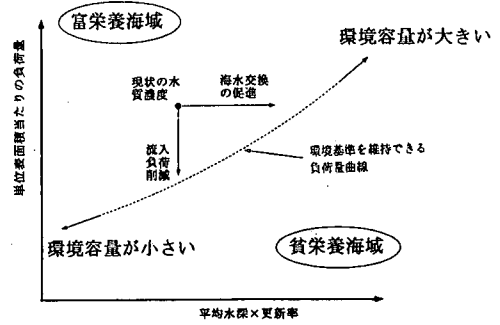 富栄養海域
環境容量が大きい
現状の水
質濃度
海水交換
の促進
単位表面積当たりの負荷量
流入
負荷
削減
環境基準を維持できる
負荷量曲線
環境容量が小さい
貧栄養海域
平均水深×更新率